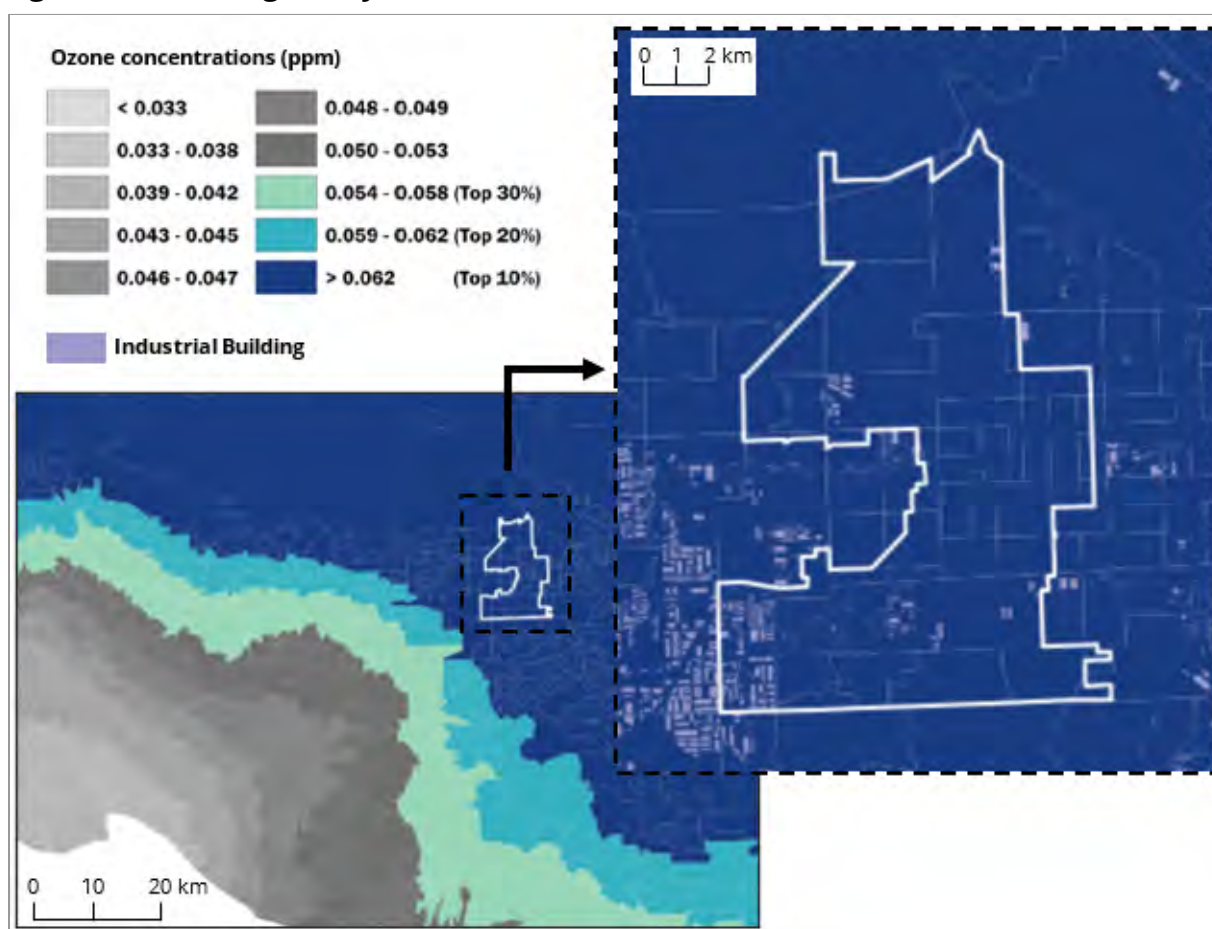 Ozone concentrations (ppm)
< 0.033
0.033 - 0.038
0.039 - 0.042
0.043 - 0.045
0.046 - 0.047
0.048 - 0.049
0.050 - 0.053
0.054 - 0.058 (Top 30%)
0.059 - 0.062 (Top 20%)
> 0.062 (Top 10%)
Industrial Building
0 1 2 km
0 10 20 km